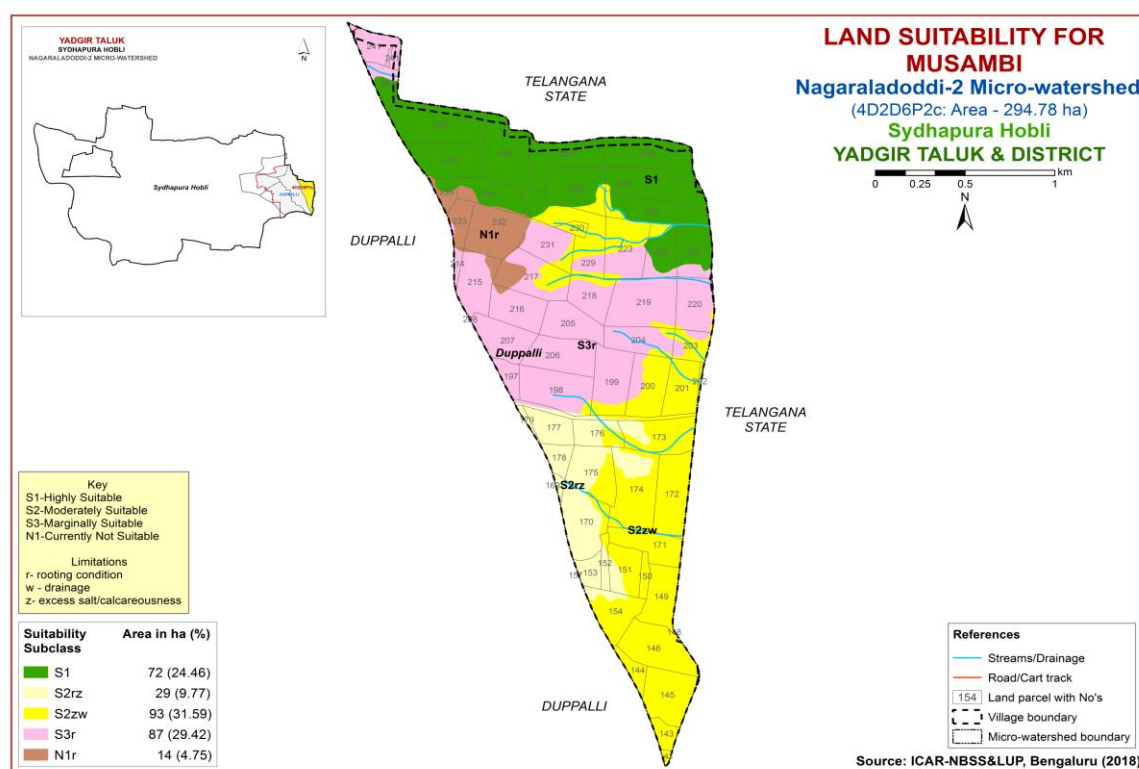 YADGIR TALUK
SYDHAPURA HOBLI
NAGARALADODDI-2 MICRO-WATERSHED
N
Sydhapura Hobli
DUPPALLI
LAND SUITABILITY FOR
MUSAMBI
Nagaraladoddi-2 Micro-watershed
(4D2D6P2c: Area - 294.78 ha)
Sydhapura Hobli
YADGIR TALUK & DISTRICT
0 0.25 0.5 1
km
N
TELANGANA
STATE
S1
DUPPALLI
233
232
N1r
230
231
223
229
214
217
215
218
219
220
216
205
208
207
Duppalli
206
S3r
204
203
197
198
199
200
201
202
TELANGANA
STATE
179
177
176
173
178
175
S2rz
174
172
170
S2zw
171
152
153
151
150
149
154
148
146
144
145
DUPPALLI
143
Key
S1-Highly Suitable
S2-Moderately Suitable
S3-Marginally Suitable
N1-Currently Not Suitable
Limitations
r- rooting condition
w - drainage
z- excess salt/calcareousness
Suitability Subclass Area in ha (%)
S1 72 (24.46)
S2rz 29 (9.77)
S2zw 93 (31.59)
S3r 87 (29.42)
N1r 14 (4.75)
References
Streams/Drainage
Road/Cart track
154 Land parcel with No's
Village boundary
Micro-watershed boundary
Source: ICAR-NBSS&LUP, Bengaluru (2018)